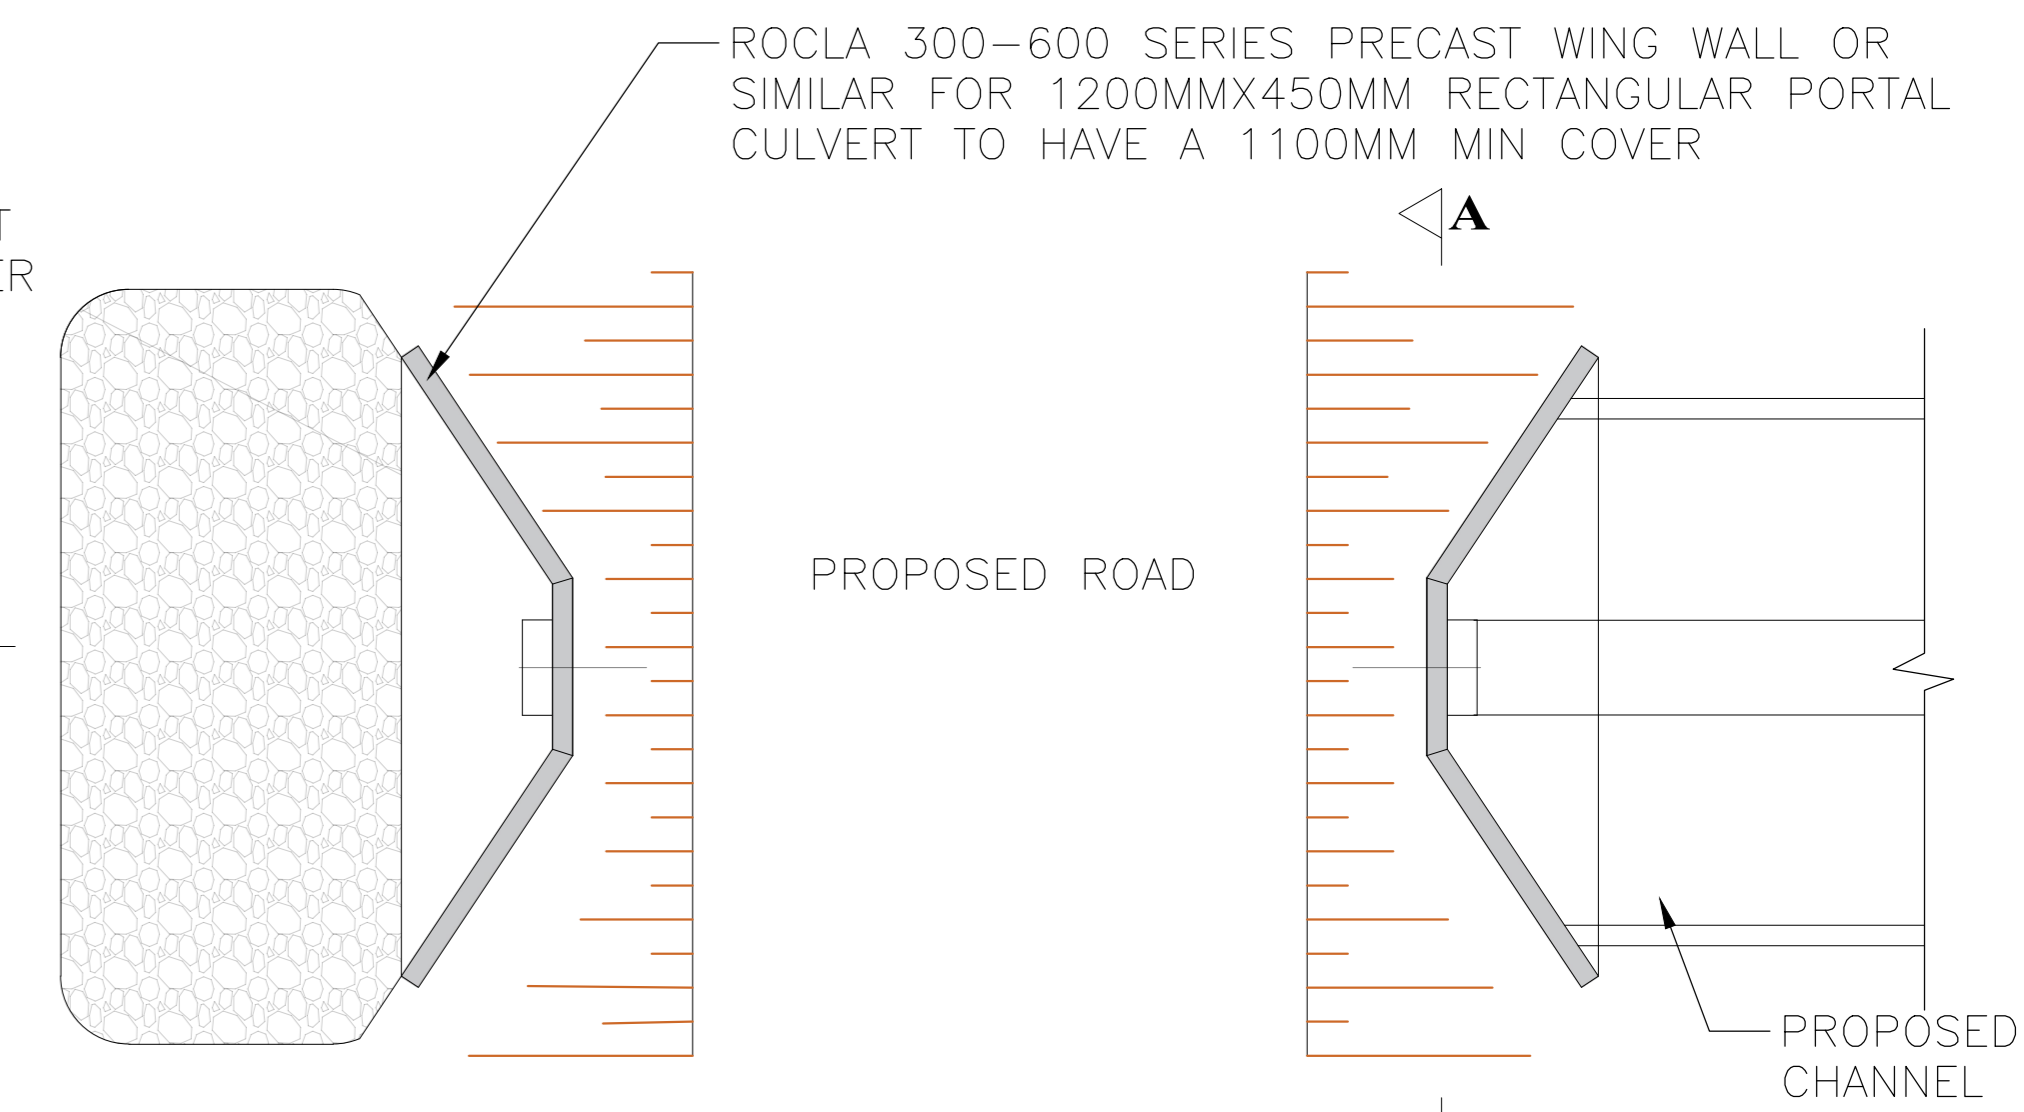 ROCLA 300-600 SERIES PRECAST WING WALL OR
SIMILAR FOR 1200MMX450MM RECTANGULAR PORTAL
CULVERT TO HAVE A 1100MM MIN COVER
A
PROPOSED ROAD
PROPOSED
CHANNEL